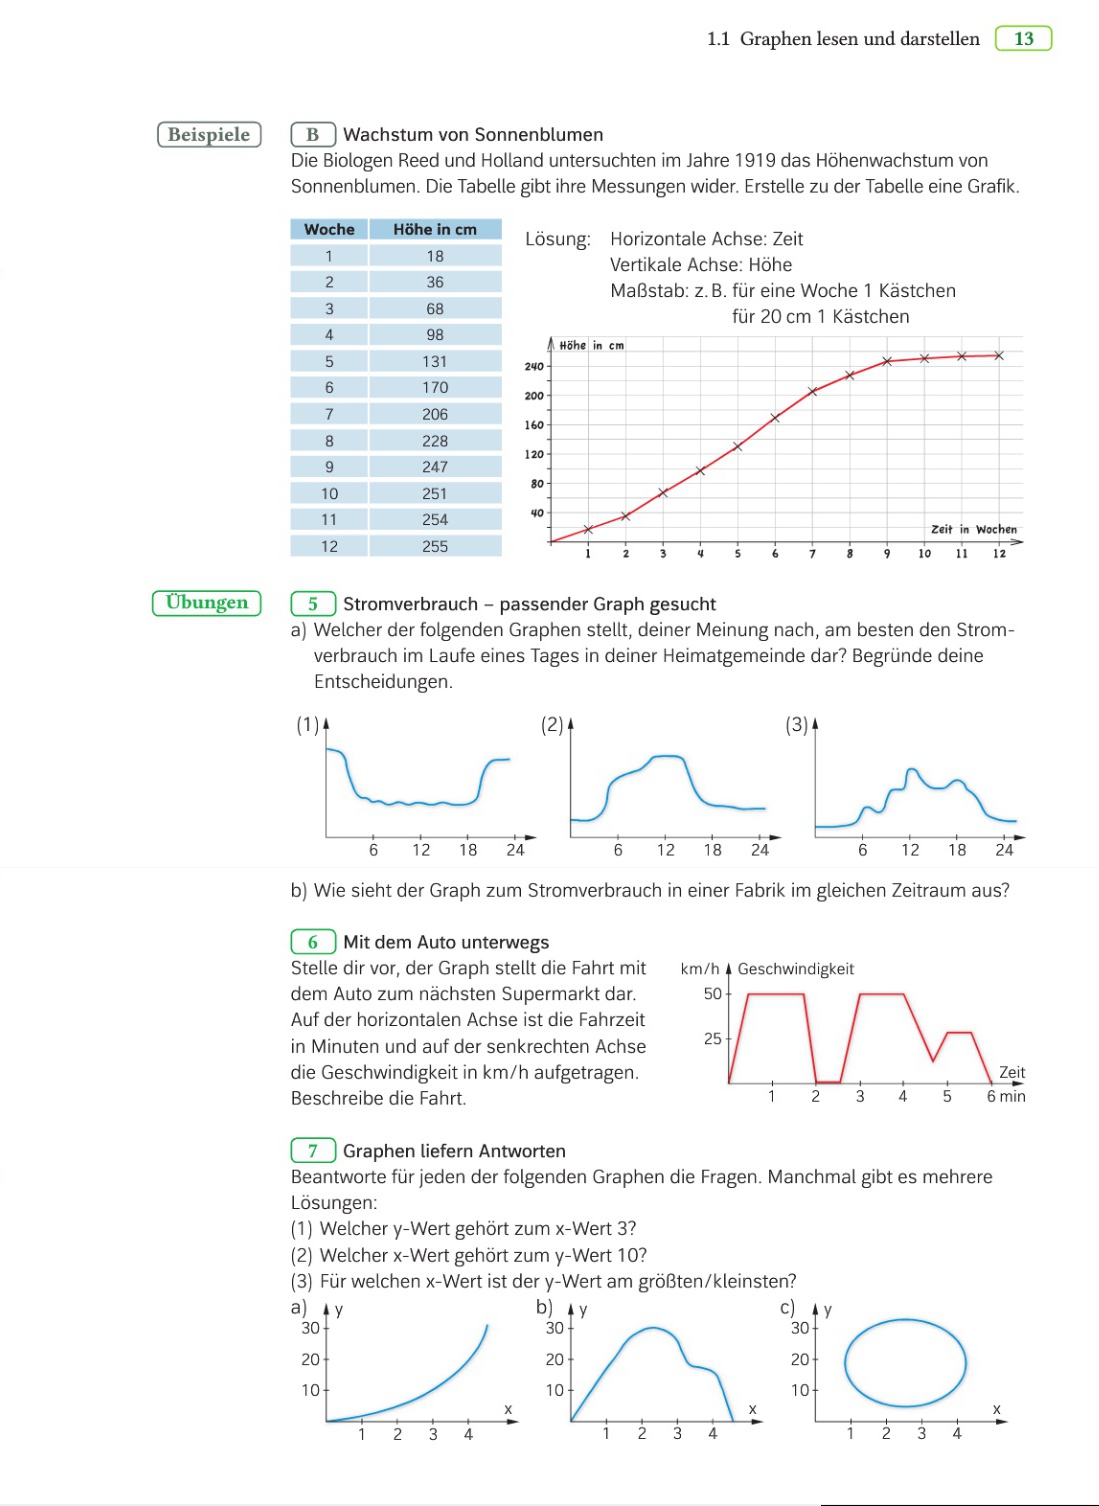 1.1 Graphen lesen und darstellen 13
Beispiele
B Wachstum von Sonnenblumen
Die Biologen Reed und Holland untersuchten im Jahre 1919 das Höhenwachstum von
Sonnenblumen. Die Tabelle gibt ihre Messungen wider. Erstelle zu der Tabelle eine Grafik.
Woche Höhe in cm
1 18
2 36
3 68
4 98
5 131
6 170
7 206
8 228
9 247
10 251
11 254
12 255
Lösung: Horizontale Achse: Zeit
Vertikale Achse: Höhe
Maßstab: z. B. für eine Woche 1 Kästchen
für 20 cm 1 Kästchen
Höhe in cm
240
200
160
120
80
40
Zeit in Wochen
1 2 3 4 5 6 7 8 9 10 11 12
Übungen
5 Stromverbrauch – passender Graph gesucht
a) Welcher der folgenden Graphen stellt, deiner Meinung nach, am besten den Strom-
verbrauch im Laufe eines Tages in deiner Heimatgemeinde dar? Begründe deine
Entscheidungen.
(1) (2) (3)
6 12 18 24 6 12 18 24 6 12 18 24
b) Wie sieht der Graph zum Stromverbrauch in einer Fabrik im gleichen Zeitraum aus?
6 Mit dem Auto unterwegs
Stelle dir vor, der Graph stellt die Fahrt mit
dem Auto zum nächsten Supermarkt dar.
Auf der horizontalen Achse ist die Fahrzeit
in Minuten und auf der senkrechten Achse
die Geschwindigkeit in km/h aufgetragen.
Beschreibe die Fahrt.
km/h Geschwindigkeit
50
25
Zeit
1 2 3 4 5 6 min
7 Graphen liefern Antworten
Beantworte für jeden der folgenden Graphen die Fragen. Manchmal gibt es mehrere
Lösungen:
(1) Welcher y-Wert gehört zum x-Wert 3?
(2) Welcher x-Wert gehört zum y-Wert 10?
(3) Für welchen x-Wert ist der y-Wert am größten/kleinsten?
a) y b) y c) y
30 30 30
20 20 20
10 10 10
x x x
1 2 3 4 1 2 3 4 1 2 3 4